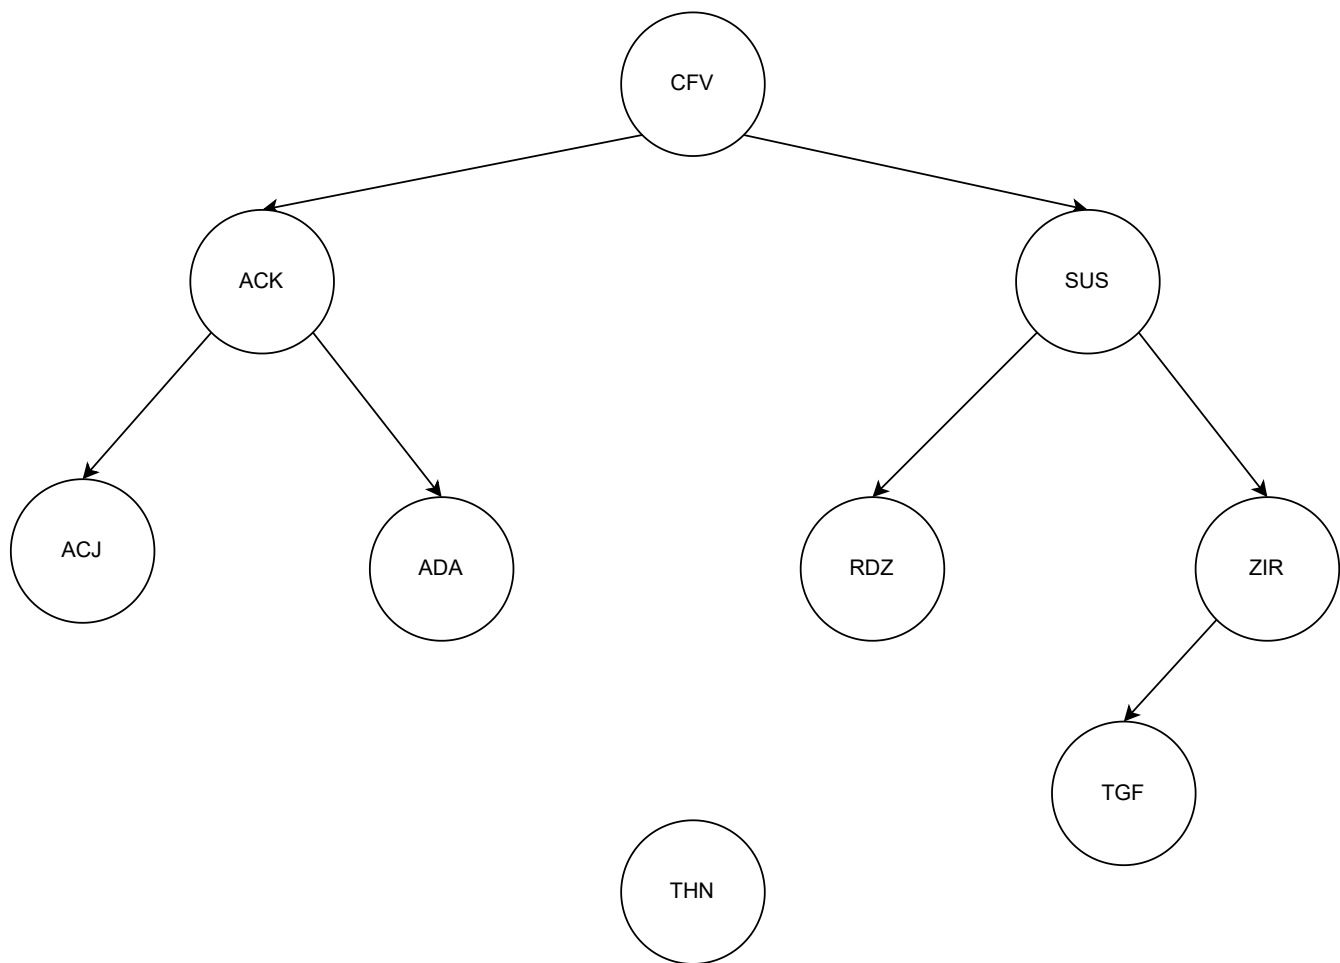 CFV
ACK
SUS
ACJ
ADA
RDZ
ZIR
TGF
THN